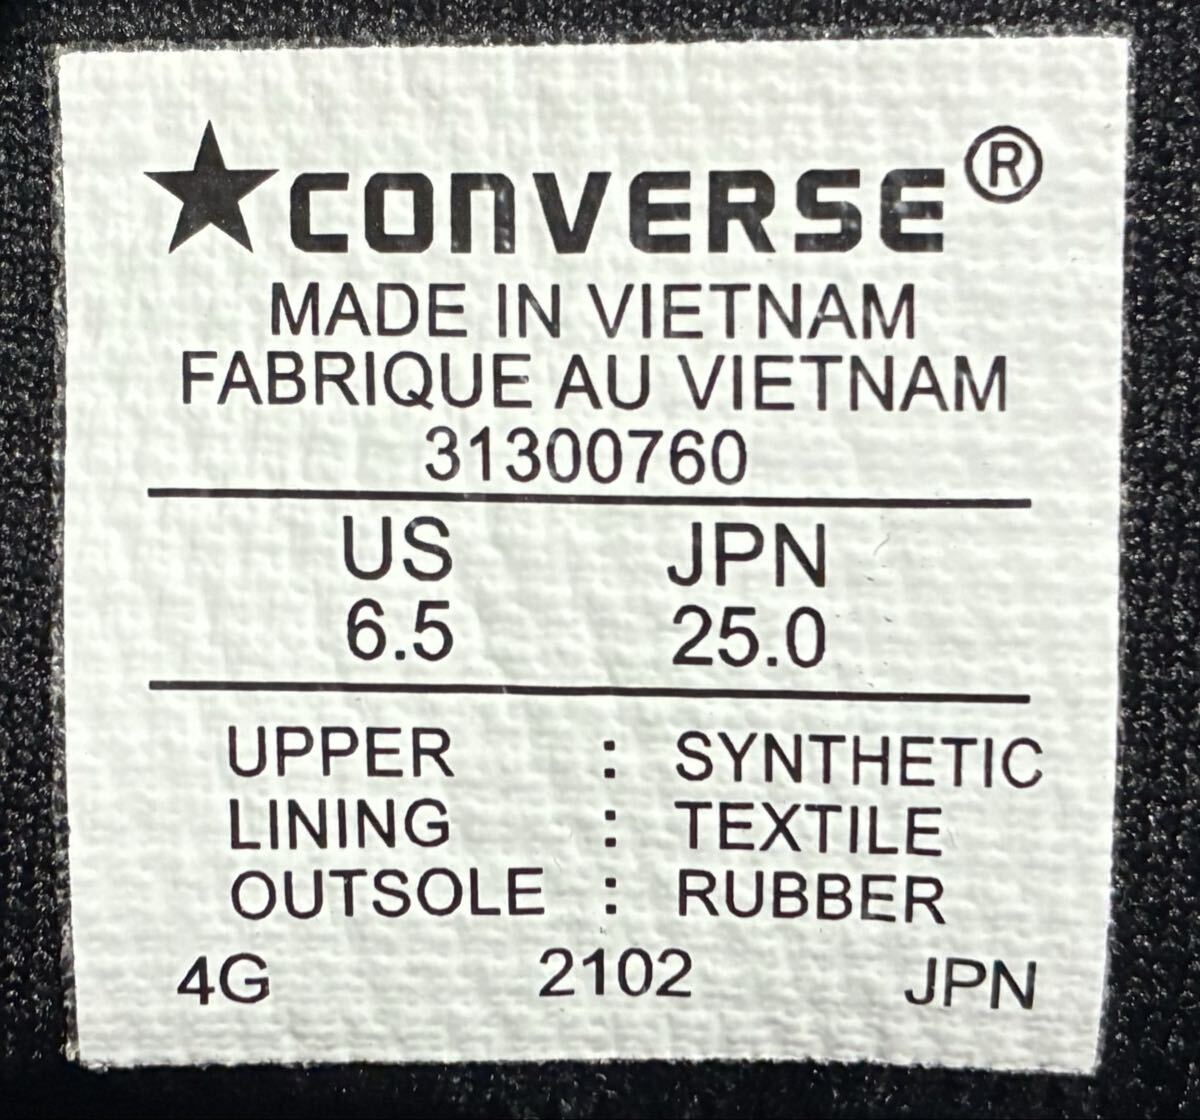 ★CONVERSE®
MADE IN VIETNAM
FABRIQUE AU VIETNAM
31300760
US JPN
6.5 25.0
UPPER : SYNTHETIC
LINING : TEXTILE
OUTSOLE : RUBBER
4G 2102 JPN